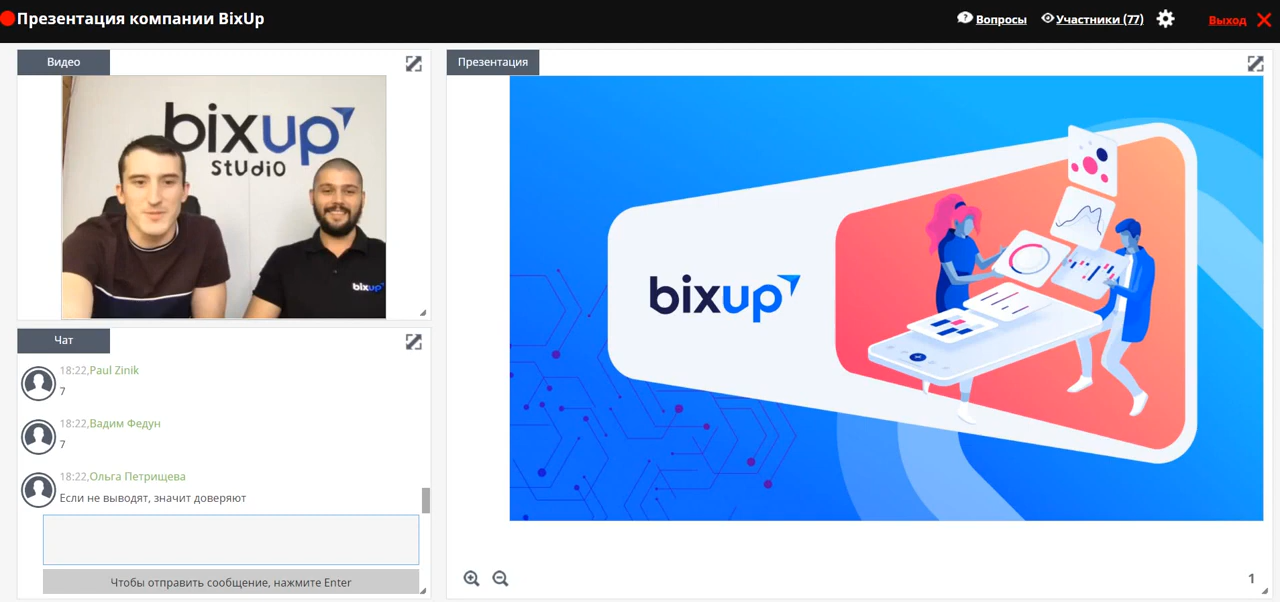 Презентация компании BixUp
Вопросы
Участники (77)
Выход
Видео
bixup
STUDIO
bixup
Презентация
bixup
Чат
18:22,Paul Zinik
7
18:22,Вадим Федун
7
18:22,Ольга Петрищева
Если не выводят, значит доверяют
Чтобы отправить сообщение, нажмите Enter
1